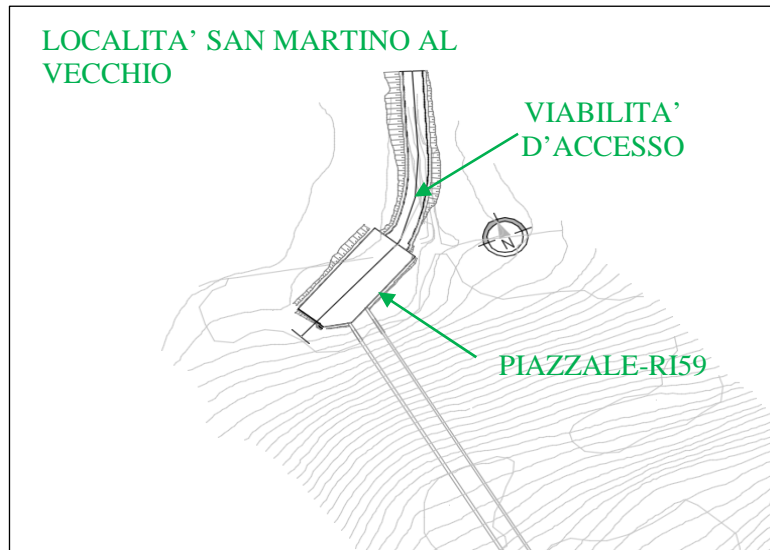 LOCALITA’ SAN MARTINO AL
VECCHIO
VIABILITA’
D’ACCESSO
N
PIAZZALE-RI59